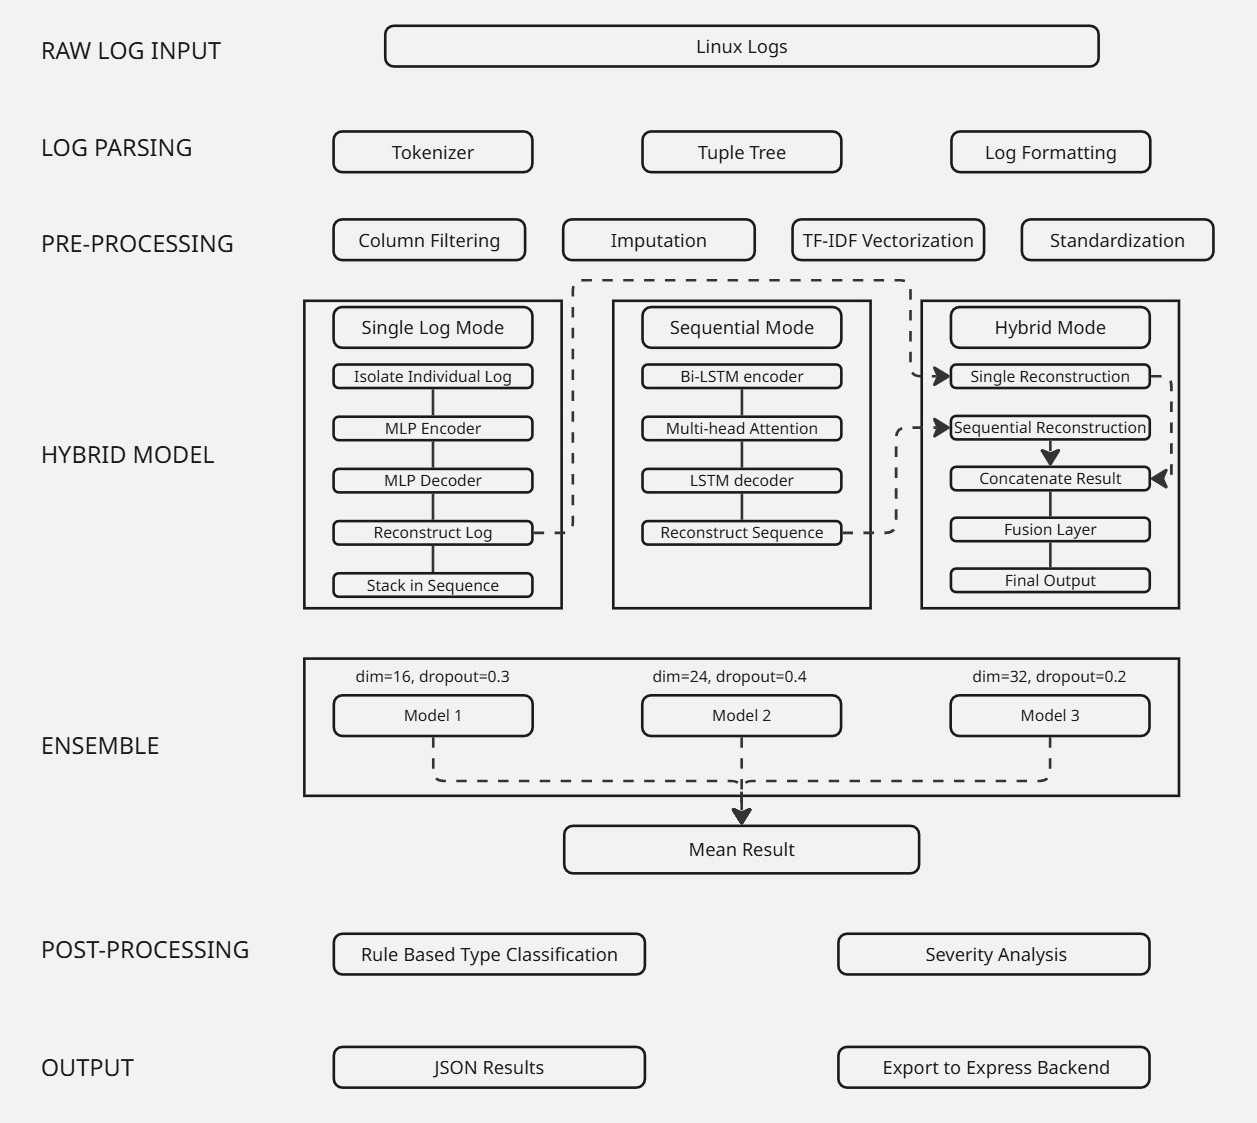 RAW LOG INPUT
Linux Logs
LOG PARSING
Tokenizer
Tuple Tree
Log Formatting
PRE-PROCESSING
Column Filtering
Imputation
TF-IDF Vectorization
Standardization
HYBRID MODEL
Single Log Mode
Isolate Individual Log
MLP Encoder
MLP Decoder
Reconstruct Log
Stack in Sequence
Sequential Mode
Bi-LSTM encoder
Multi-head Attention
LSTM decoder
Reconstruct Sequence
Hybrid Mode
Single Reconstruction
Sequential Reconstruction
Concatenate Result
Fusion Layer
Final Output
ENSEMBLE
dim=16, dropout=0.3
Model 1
dim=24, dropout=0.4
Model 2
dim=32, dropout=0.2
Model 3
Mean Result
POST-PROCESSING
Rule Based Type Classification
Severity Analysis
OUTPUT
JSON Results
Export to Express Backend